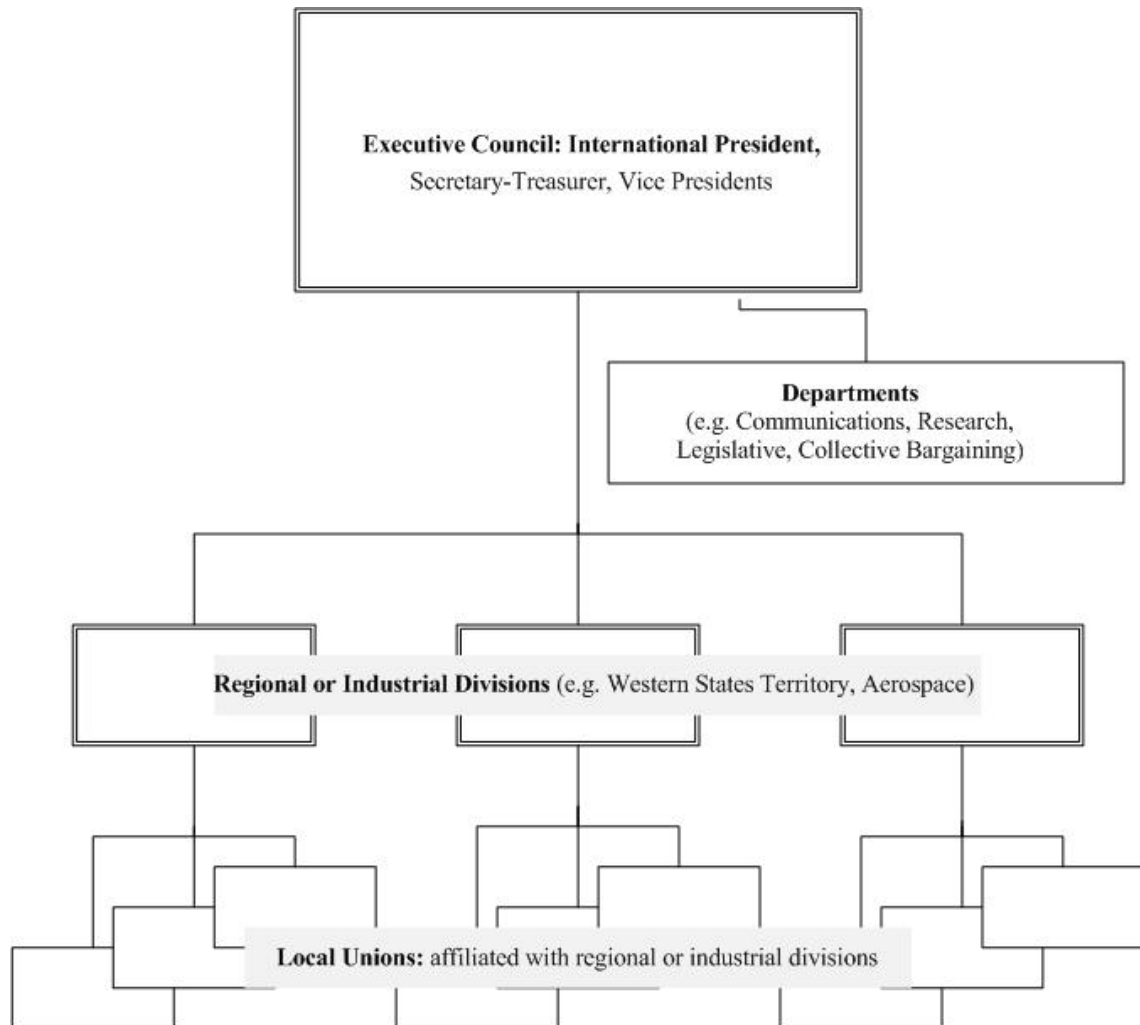 Executive Council: International President,
Secretary-Treasurer, Vice Presidents
Departments
(e.g. Communications, Research,
Legislative, Collective Bargaining)
Regional or Industrial Divisions (e.g. Western States Territory, Aerospace)
Local Unions: affiliated with regional or industrial divisions